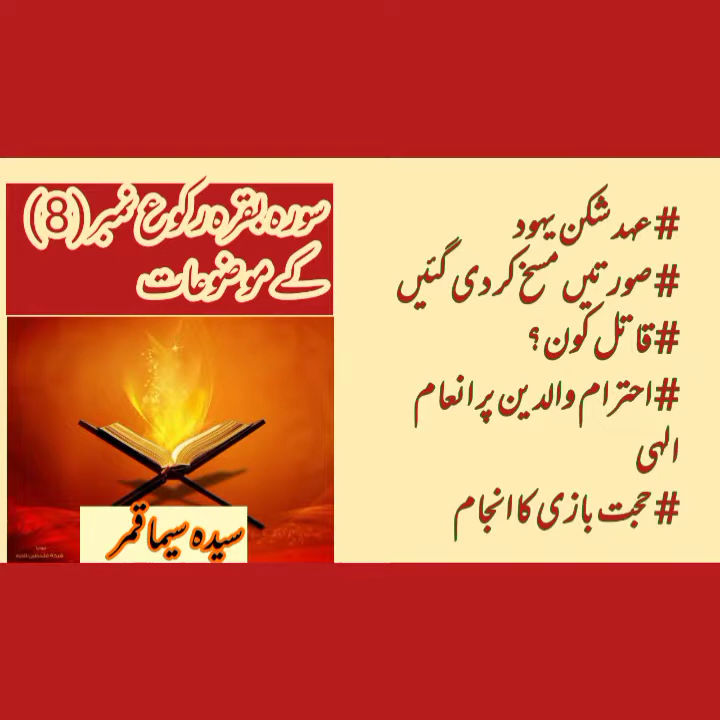 سورہ بقرہ رکوع نمبر(8)
کے موضوعات
#عہد شکن یہود
#صورتیں مسخ کر دی گئیں
#قاتل کون؟
#احترام والدین پر انعام
الہی
#حجت بازی کا انجام
سیدہ سیما قمر